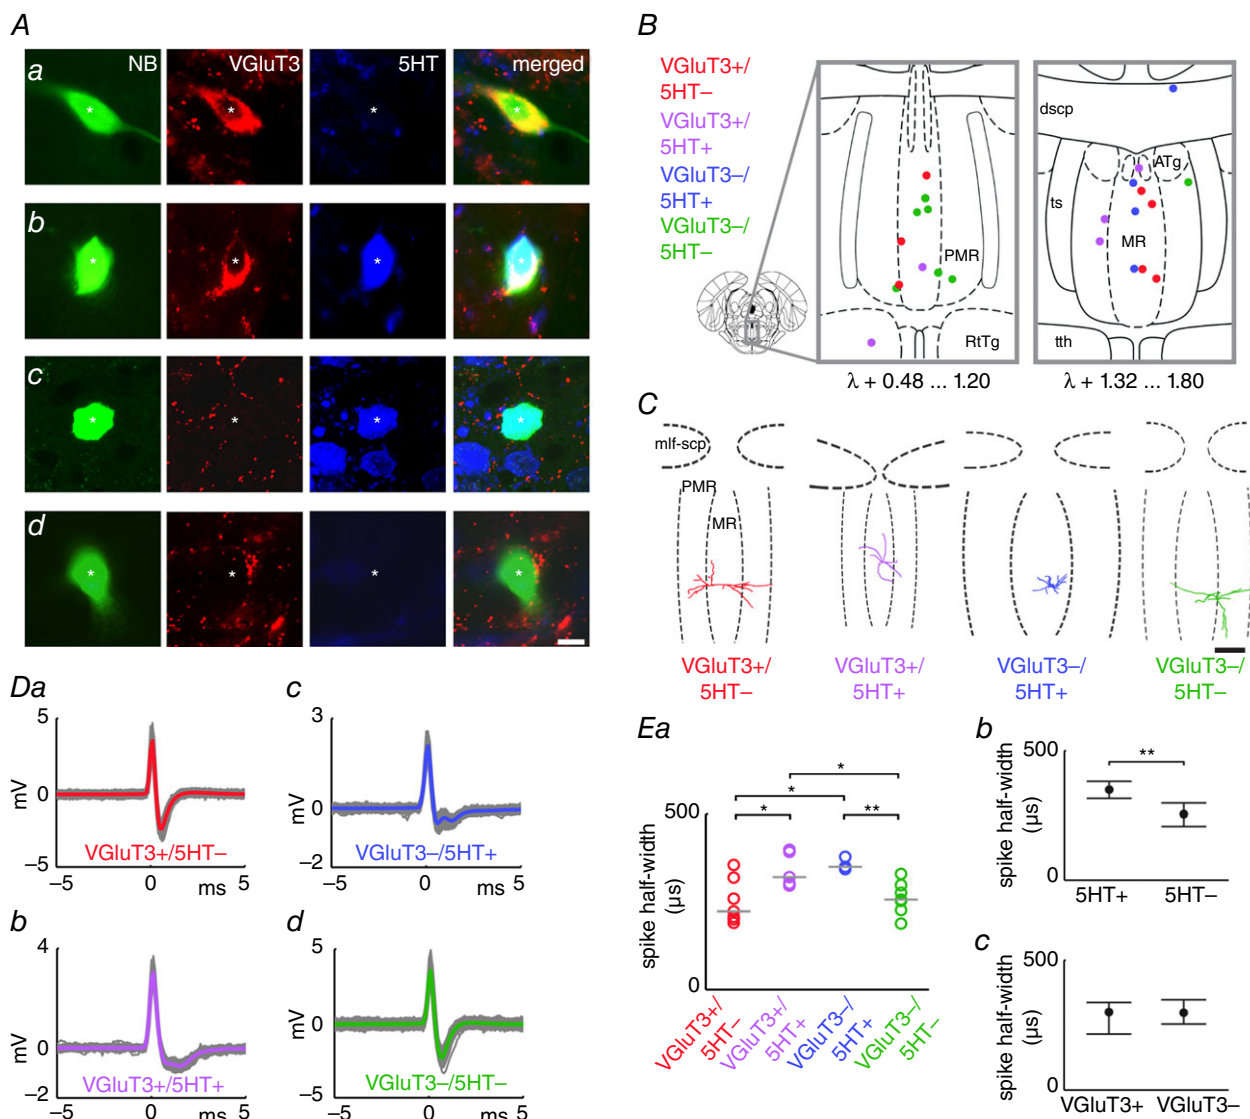 A
a
NB
VGluT3
5HT
merged
*
*
*
*
b
*
*
*
*
c
*
*
*
*
d
*
*
*
*
B
VGluT3+/
5HT–
VGluT3+/
5HT+
VGluT3–/
5HT+
VGluT3–/
5HT–
PMR
RtTg
λ + 0.48 ... 1.20
dscp
ATg
ts
MR
tth
λ + 1.32 ... 1.80
C
mlf-scp
PMR
MR
VGluT3+/
5HT–
VGluT3+/
5HT+
VGluT3–/
5HT+
VGluT3–/
5HT–
Da
5
mV
0
–5
VGluT3+/5HT–
–5
0
ms
5
b
4
mV
0
–2
VGluT3+/5HT+
–5
0
ms
5
c
3
mV
0
–2
VGluT3–/5HT+
–5
0
ms
5
d
5
mV
0
–5
VGluT3–/5HT–
–5
0
ms
5
Ea
spike half-width
(µs)
500
0
*
*
*
**
VGluT3+/
5HT–
VGluT3+/
5HT+
VGluT3–/
5HT+
VGluT3–/
5HT–
b
spike half-width
(µs)
500
0
**
5HT+
5HT–
c
spike half-width
(µs)
500
0
VGluT3+
VGluT3–